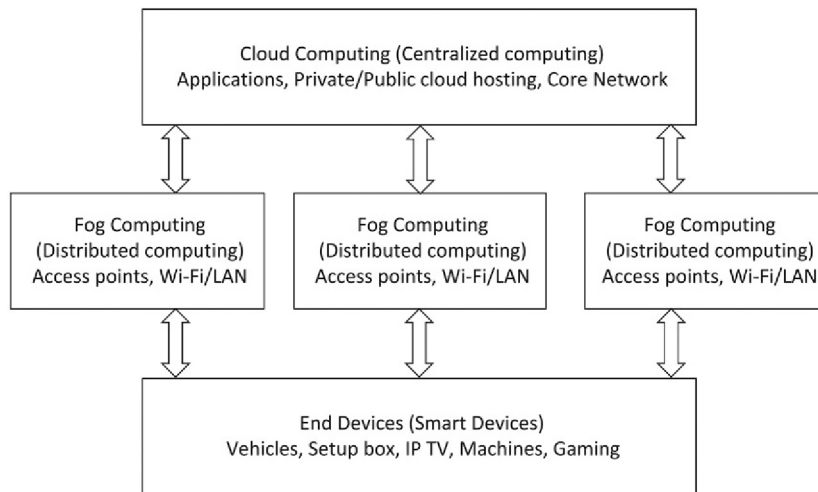 Cloud Computing (Centralized computing)
Applications, Private/Public cloud hosting, Core Network
Fog Computing
(Distributed computing)
Access points, Wi-Fi/LAN
Fog Computing
(Distributed computing)
Access points, Wi-Fi/LAN
Fog Computing
(Distributed computing)
Access points, Wi-Fi/LAN
End Devices (Smart Devices)
Vehicles, Setup box, IP TV, Machines, Gaming